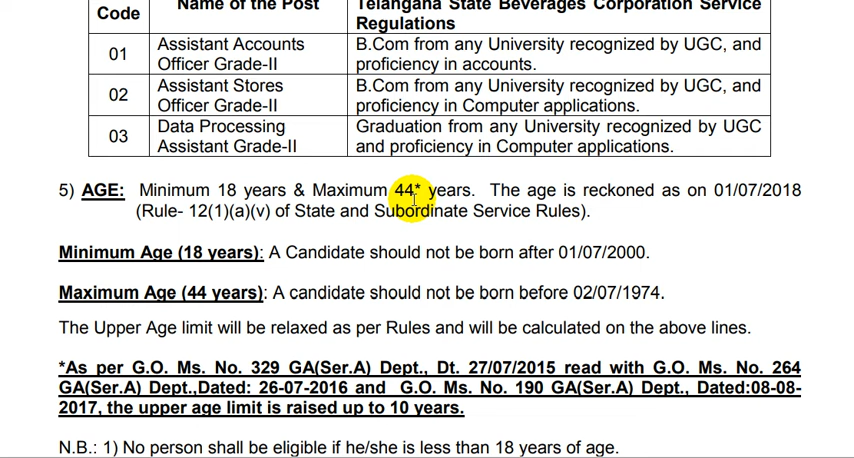 Name of the Post
Telangana State Beverages Corporation Service
Code
Regulations
01
Assistant Accounts
Officer Grade-II
B.Com from any University recognized by UGC, and
proficiency in accounts.
02
Assistant Stores
Officer Grade-II
B.Com from any University recognized by UGC, and
proficiency in Computer applications.
03
Data Processing
Assistant Grade-II
Graduation from any University recognized by UGC
and proficiency in Computer applications.
5) AGE: Minimum 18 years & Maximum 44* years. The age is reckoned as on 01/07/2018
(Rule- 12(1)(a)(v) of State and Subordinate Service Rules).
Minimum Age (18 years): A Candidate should not be born after 01/07/2000.
Maximum Age (44 years): A candidate should not be born before 02/07/1974.
The Upper Age limit will be relaxed as per Rules and will be calculated on the above lines.
*As per G.O. Ms. No. 329 GA(Ser.A) Dept., Dt. 27/07/2015 read with G.O. Ms. No. 264
GA(Ser.A) Dept.,Dated: 26-07-2016 and G.O. Ms. No. 190 GA(Ser.A) Dept., Dated:08-08-
2017, the upper age limit is raised up to 10 years.
N.B.: 1) No person shall be eligible if he/she is less than 18 years of age.